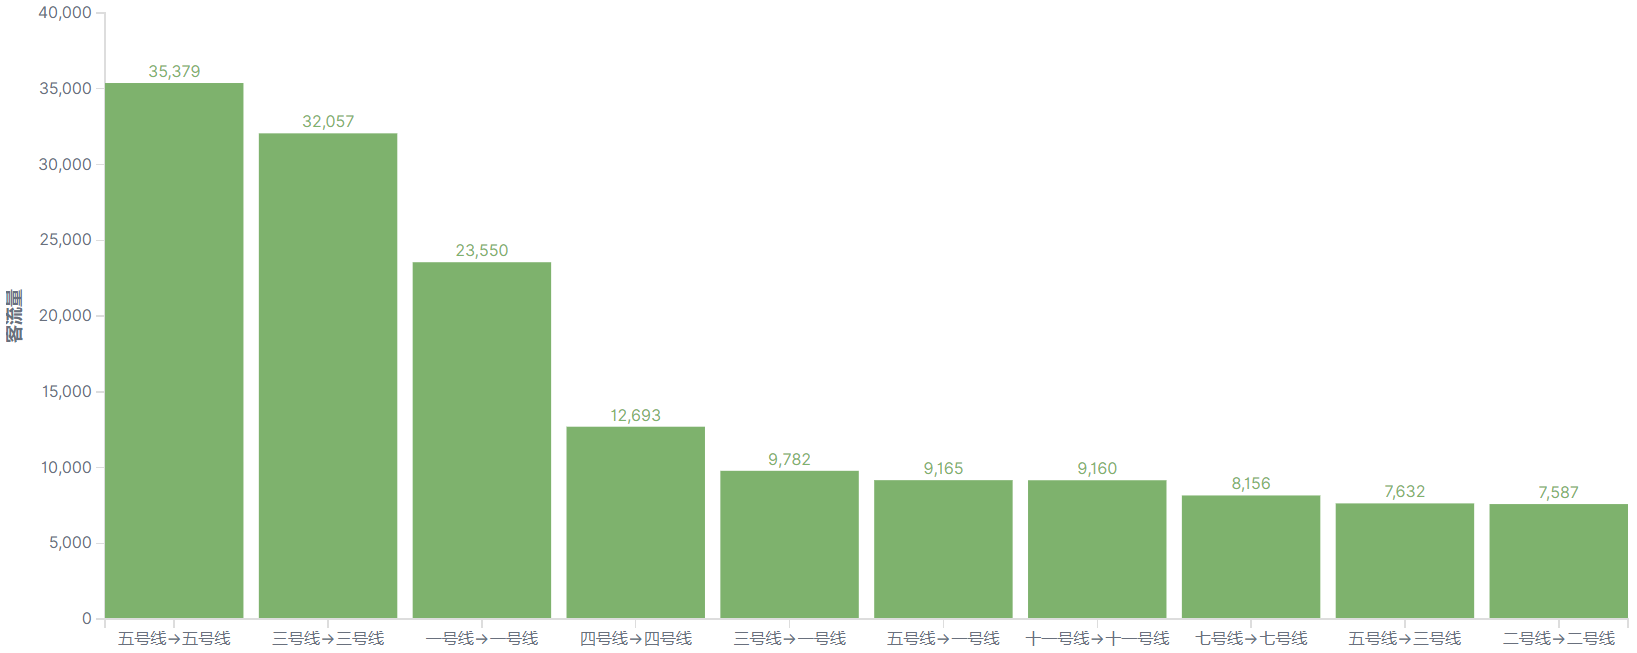 40,000
35,000
30,000
25,000
20,000
15,000
10,000
5,000
0
客流量
35,379
32,057
23,550
12,693
9,782
9,165
9,160
8,156
7,632
7,587
五号线→五号线
三号线→三号线
一号线→一号线
四号线→四号线
三号线→一号线
五号线→一号线
十一号线→十一号线
七号线→七号线
五号线→三号线
二号线→二号线